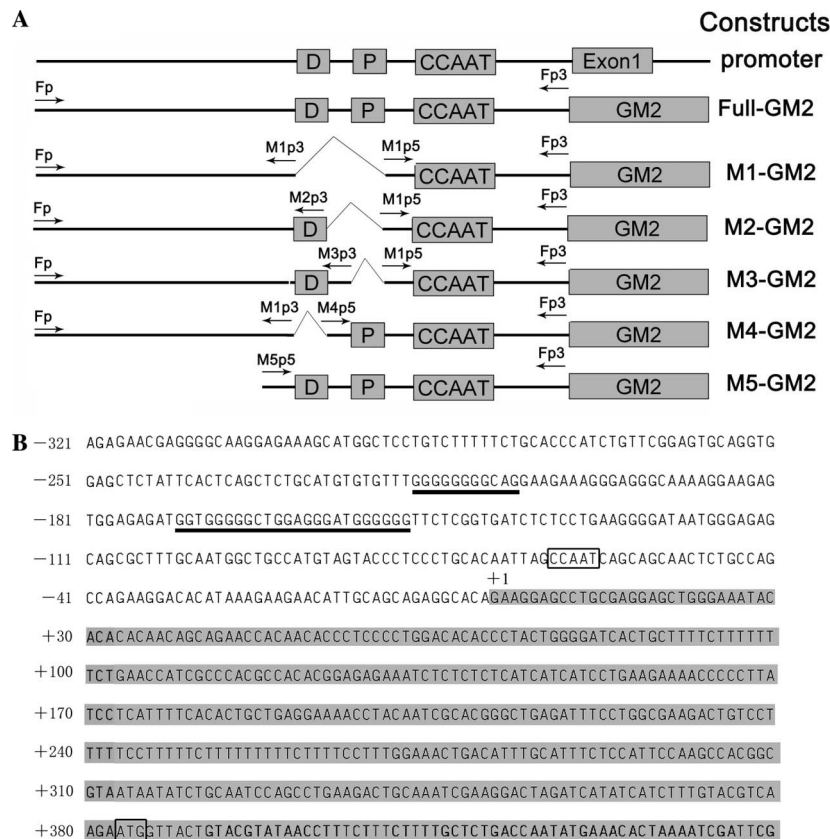 A
Constructs
D P CCAAT Exon1 promoter
Fp Fp3
D P CCAAT GM2 Full-GM2
Fp M1p3 M1p5 Fp3
CCAAT GM2 M1-GM2
Fp M2p3 M1p5 Fp3
D CCAAT GM2 M2-GM2
Fp M3p3 M1p5 Fp3
D CCAAT GM2 M3-GM2
Fp M1p3 M4p5 Fp3
P CCAAT GM2 M4-GM2
M5p5 Fp3
D P CCAAT GM2 M5-GM2
B
−321 AGAGAACGAGGGGCAAGGAGAAAGCATGGCTCCTGTCTTTTTCTGCACCCATCTGTTCGGAGTGCAGGTG
−251 GAGCTCTATTCACTCAGCTCTGCATGTGTGTTTGGGGGGGGCAGGAAGAAAGGGAGGGCAAAAGGAAGAG
−181 TGGAGAGATGGTGGGGGCTGGAGGGATGGGGGGTTCTCGGTGATCTCTCCTGAAGGGGATAATGGGAGAG
−111 CAGCGCTTTGCAATGGCTGCCATGTAGTACCCTCCCTGCACAATTAGCCAATCAGCAGCAACTCTGCCAG
+1
−41 CCAGAAGGACACATAAAGAAGAACATTGCAGCAGAGGCACAGAAGGAGCCTGCGAGGAGCTGGGAAATAC
+30 ACACACAACAGCAGAACCACAACACCCTCCCCTGGACACACCCTACTGGGGATCACTGCTTTTCTTTTTT
+100 TCTGAACCATCGCCCACGCCACACGGAGAGAAATCTCTCTCTCATCATCATCCTGAAGAAAACCCCCTTA
+170 TCCTCATTTTCACACTGCTGAGGAAAACCTACAATCGCACGGGCTGAGATTTCCTGGCGAAGACTGTCCT
+240 TTTTCCTTTTTCTTTTTTTTTCTTTTCCTTTGGAAACTGACATTTGCATTTCTCCATTCCAAGCCACGGC
+310 GTAATAATATCTGCAATCCAGCCTGAAGACTGCAAATCGAAGGACTAGATCATATCATCTTTGTACGTCA
+380 AGAATGGTTACTGTACGTATAACCTTTCTTTCTTTTGCTCTGACCAATATGAAACACTAAAATCGATTCG